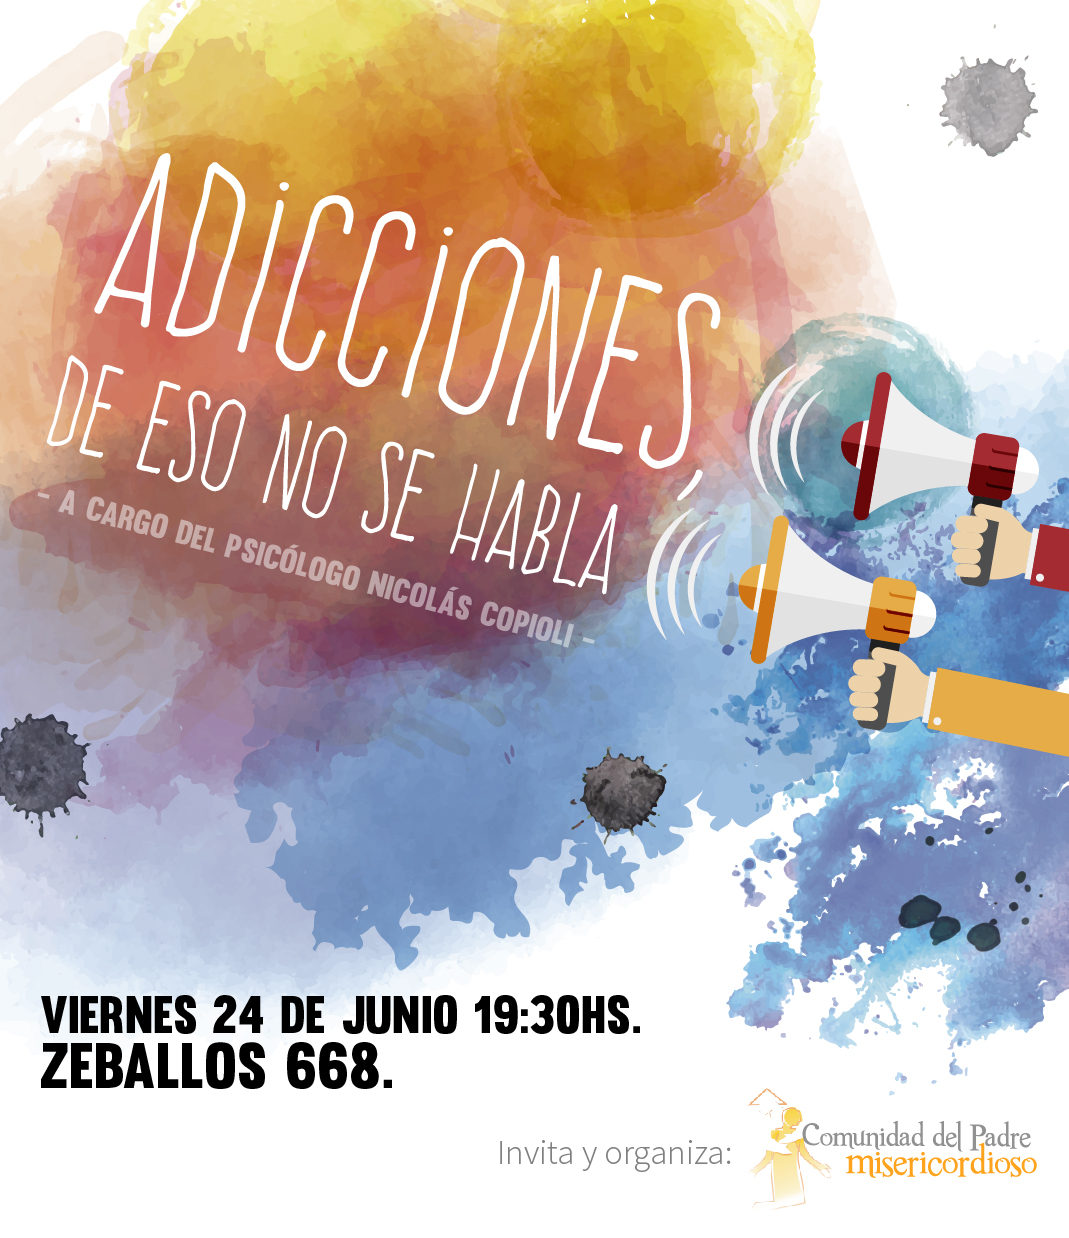 ADiCCiONES,
DE ESO NO SE HABLA
- A CARGO DEL PSICÓLOGO NICOLÁS COPIOLI -
VIERNES 24 DE JUNIO 19:30HS.
ZEBALLOS 668.
Invita y organiza:
Comunidad del Padre
misericordioso